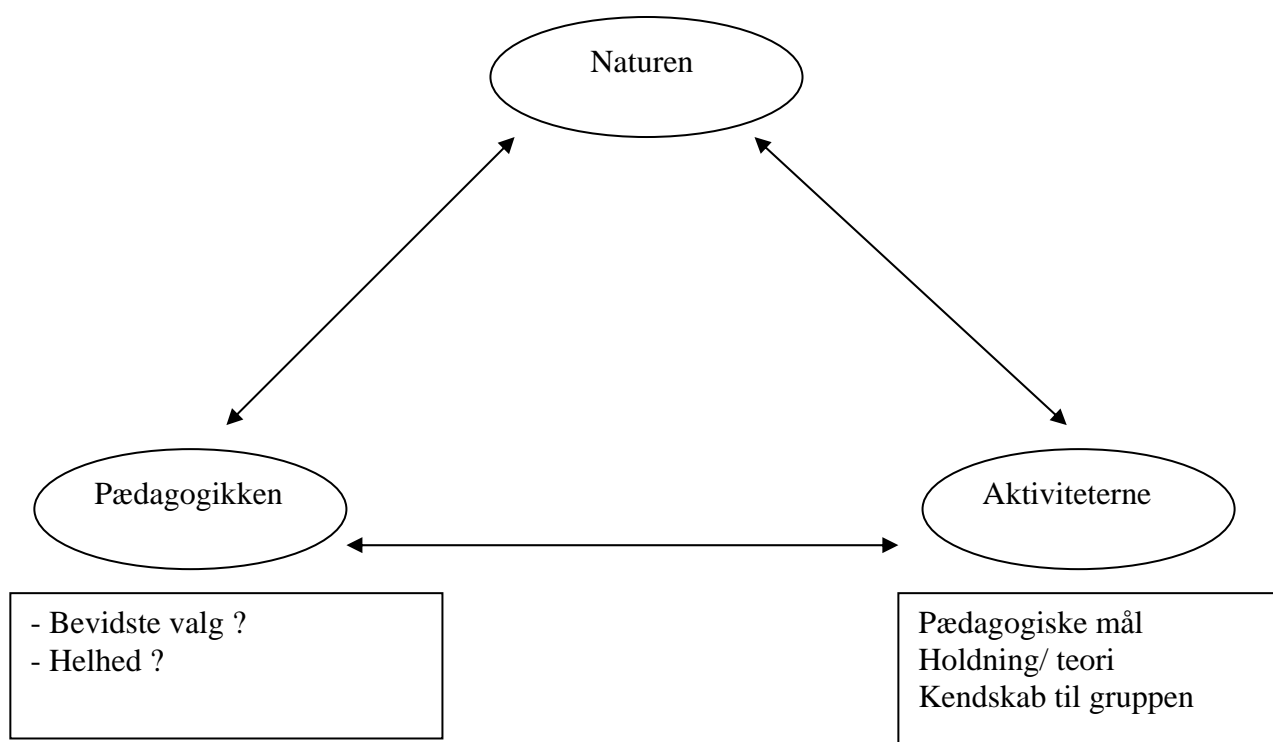 Naturen
Pædagogikken
Aktiviteterne
- Bevidste valg ?
- Helhed ?
Pædagogiske mål
Holdning/ teori
Kendskab til gruppen